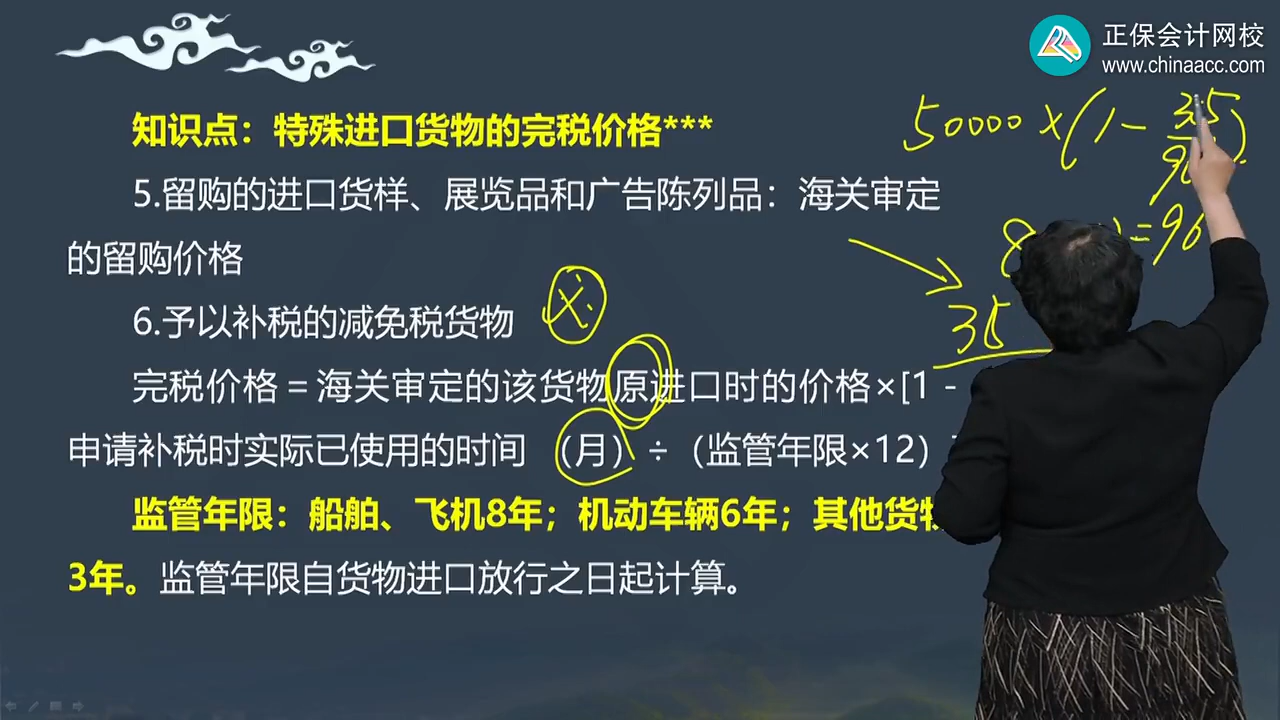 正保会计网校
www.chinaacc.com
知识点：特殊进口货物的完税价格***
5.留购的进口货样、展览品和广告陈列品：海关审定
的留购价格
6.予以补税的减免税货物
完税价格＝海关审定的该货物原进口时的价格×[1－
申请补税时实际已使用的时间（月）÷（监管年限×12）
监管年限：船舶、飞机8年；机动车辆6年；其他货物
3年。监管年限自货物进口放行之日起计算。
50000×(1－35
8
=96
35